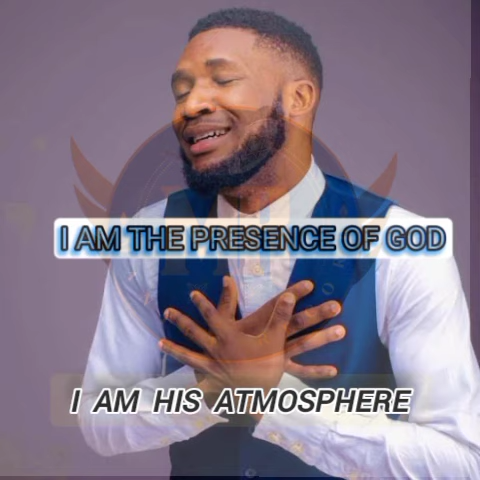 I AM THE PRESENCE OF GOD
I AM HIS ATMOSPHERE